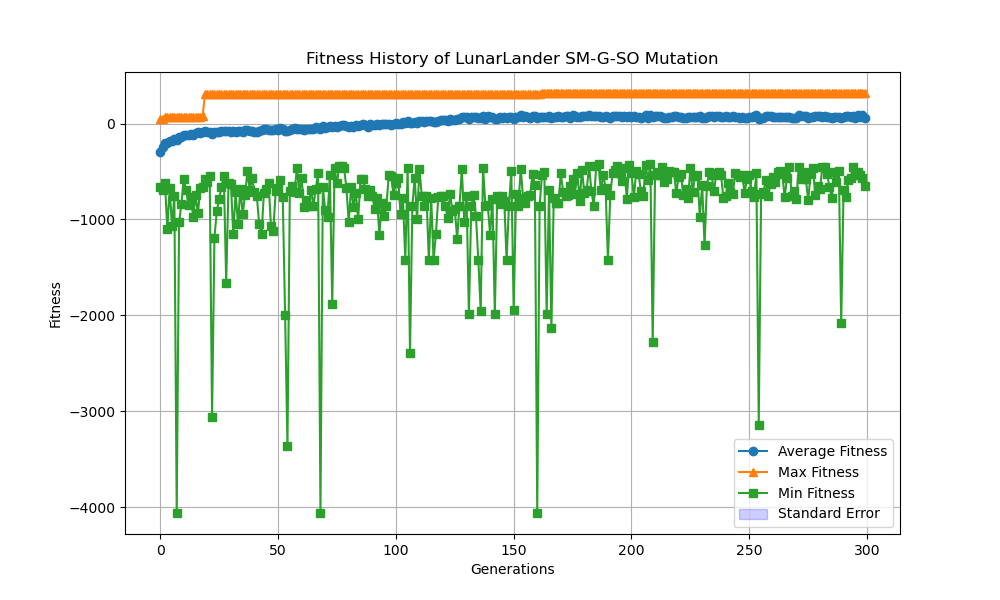 Fitness History of LunarLander SM-G-SO Mutation
Fitness
0
−1000
−2000
−3000
−4000
0
50
100
150
200
250
300
Generations
Average Fitness
Max Fitness
Min Fitness
Standard Error